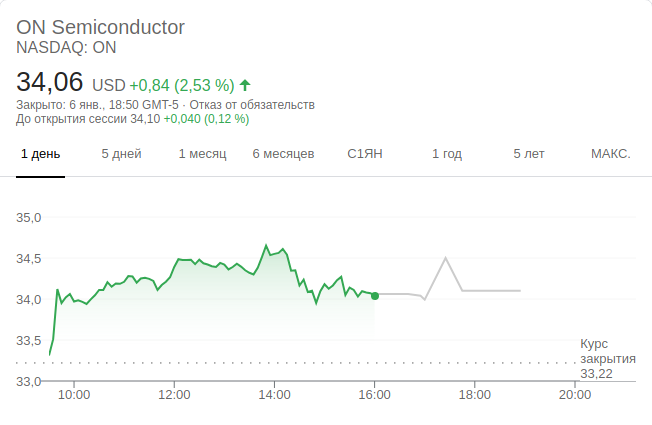 ON Semiconductor
NASDAQ: ON
34,06 USD +0,84 (2,53 %)
Закрыто: 6 янв., 18:50 GMT-5 · Отказ от обязательств
До открытия сессии 34,10 +0,040 (0,12 %)
1 день 5 дней 1 месяц 6 месяцев С1ЯН 1 год 5 лет МАКС.
35,0
34,5
34,0
33,5
Курс
закрытия
33,22
33,0
10:00 12:00 14:00 16:00 18:00 20:00